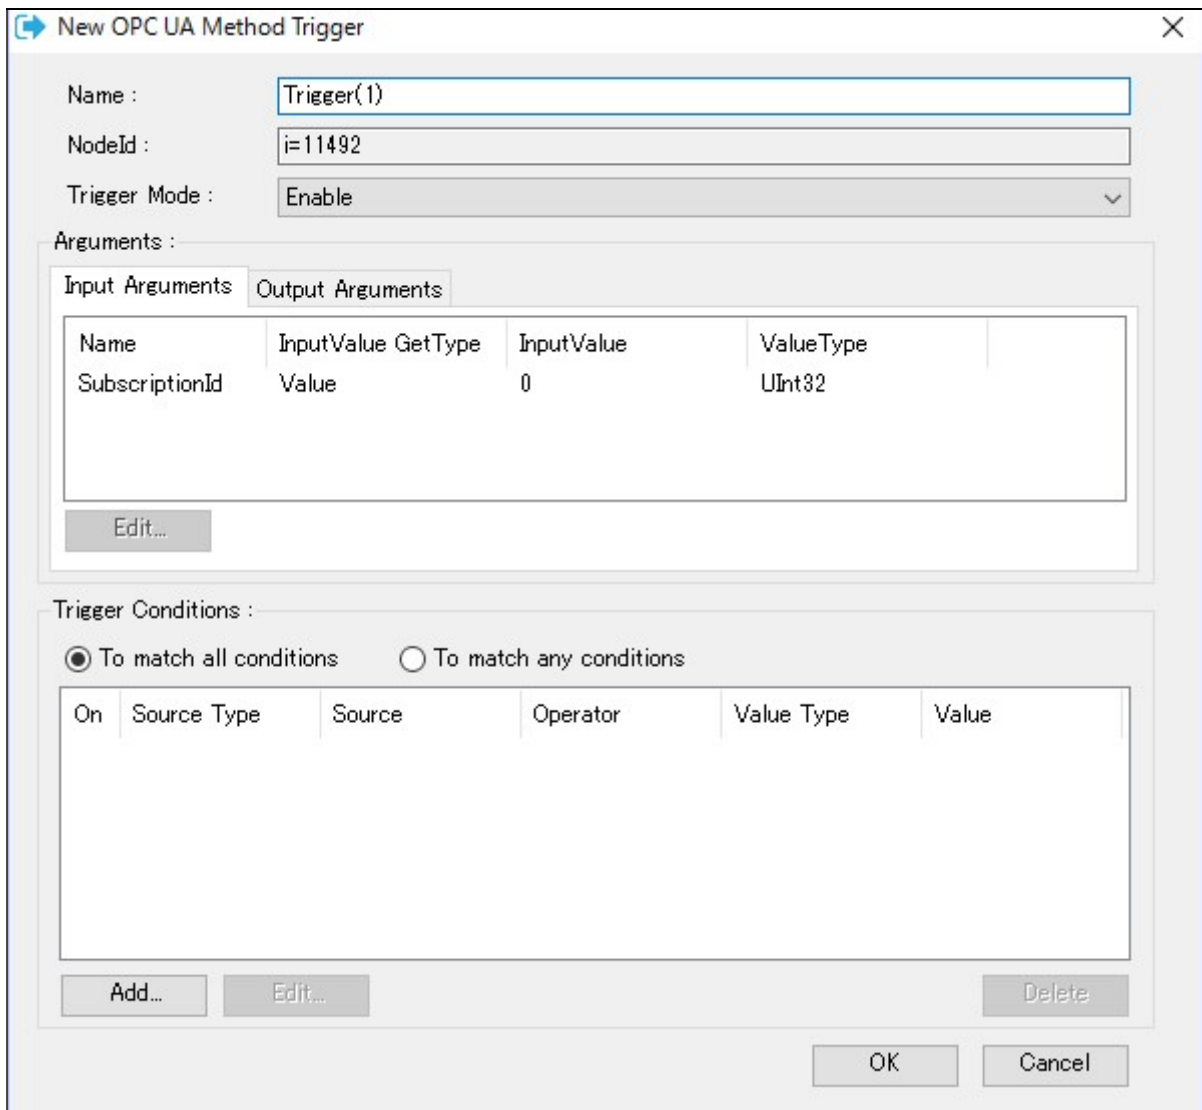 New OPC UA Method Trigger
Name :
Trigger(1)
NodeId :
i=11492
Trigger Mode :
Enable
Arguments :
Input Arguments
Output Arguments
Name InputValue GetType InputValue ValueType
SubscriptionId Value 0 UInt32
Edit...
Trigger Conditions :
To match all conditions
To match any conditions
On Source Type Source Operator Value Type Value
Add...
Edit...
Delete
OK
Cancel